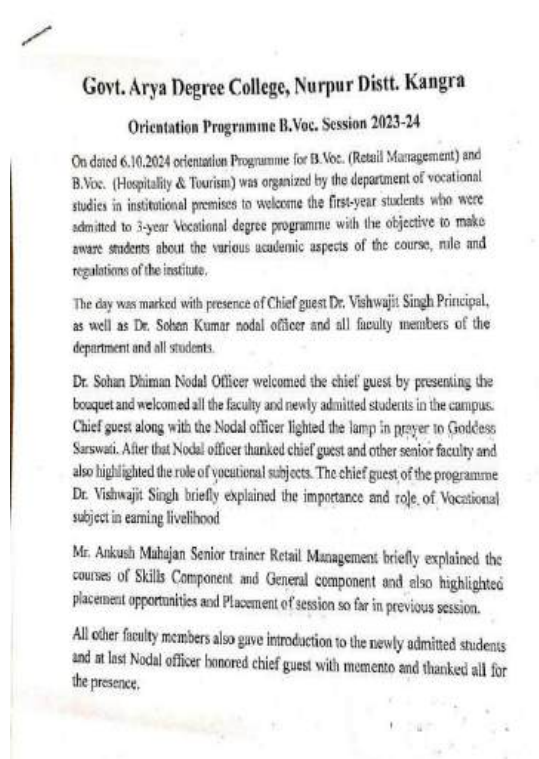 Govt. Arya Degree College, Nurpur Distt. Kangra
Orientation Programme B.Voc. Session 2023-24
On dated 6.10.2024 orientation Programme for B.Voc. (Retail Management) and
B.Voc. (Hospitality & Tourism) was organized by the department of vocational
studies in institutional premises to welcome the first-year students who were
admitted to 3-year Vocational degree programme with the objective to make
aware students about the various academic aspects of the course, rule and
regulations of the institute.
The day was marked with presence of Chief guest Dr. Vishwajit Singh Principal,
as well as Dr. Sohan Kumar nodal officer and all faculty members of the
department and all students.
Dr. Sohan Dhiman Nodal Officer welcomed the chief guest by presenting the
bouquet and welcomed all the faculty and newly admitted students in the campus.
Chief guest along with the Nodal officer lighted the lamp in prayer to Goddess
Sarswati. After that Nodal officer thanked chief guest and other senior faculty and
also highlighted the role of vocational subjects. The chief guest of the programme
Dr. Vishwajit Singh briefly explained the importance and role of Vocational
subject in earning livelihood
Mr. Ankush Mahajan Senior trainer Retail Management briefly explained the
courses of Skills Component and General component and also highlighted
placement opportunities and Placement of session so far in previous session.
All other faculty members also gave introduction to the newly admitted students
and at last Nodal officer honored chief guest with memento and thanked all for
the presence.